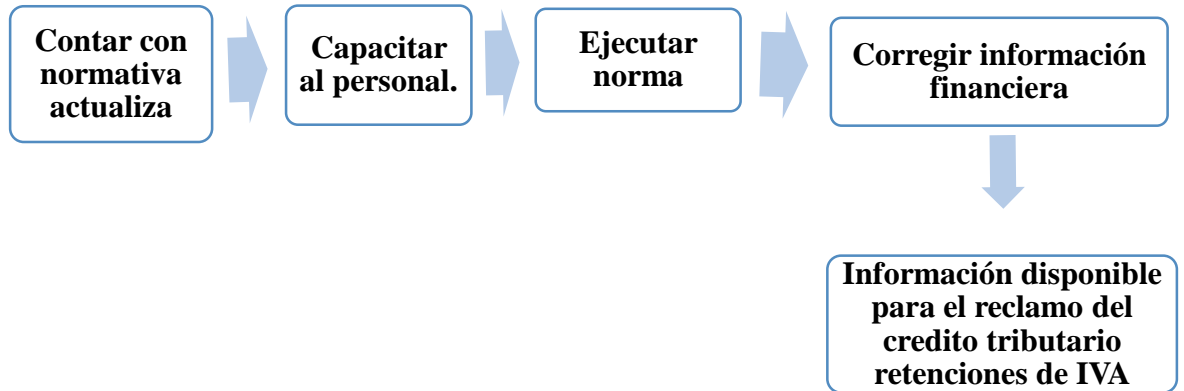 Contar con
normativa
actualiza
Capacitar
al personal.
Ejecutar
norma
Corregir información
financiera
Información disponible
para el reclamo del
credito tributario
retenciones de IVA